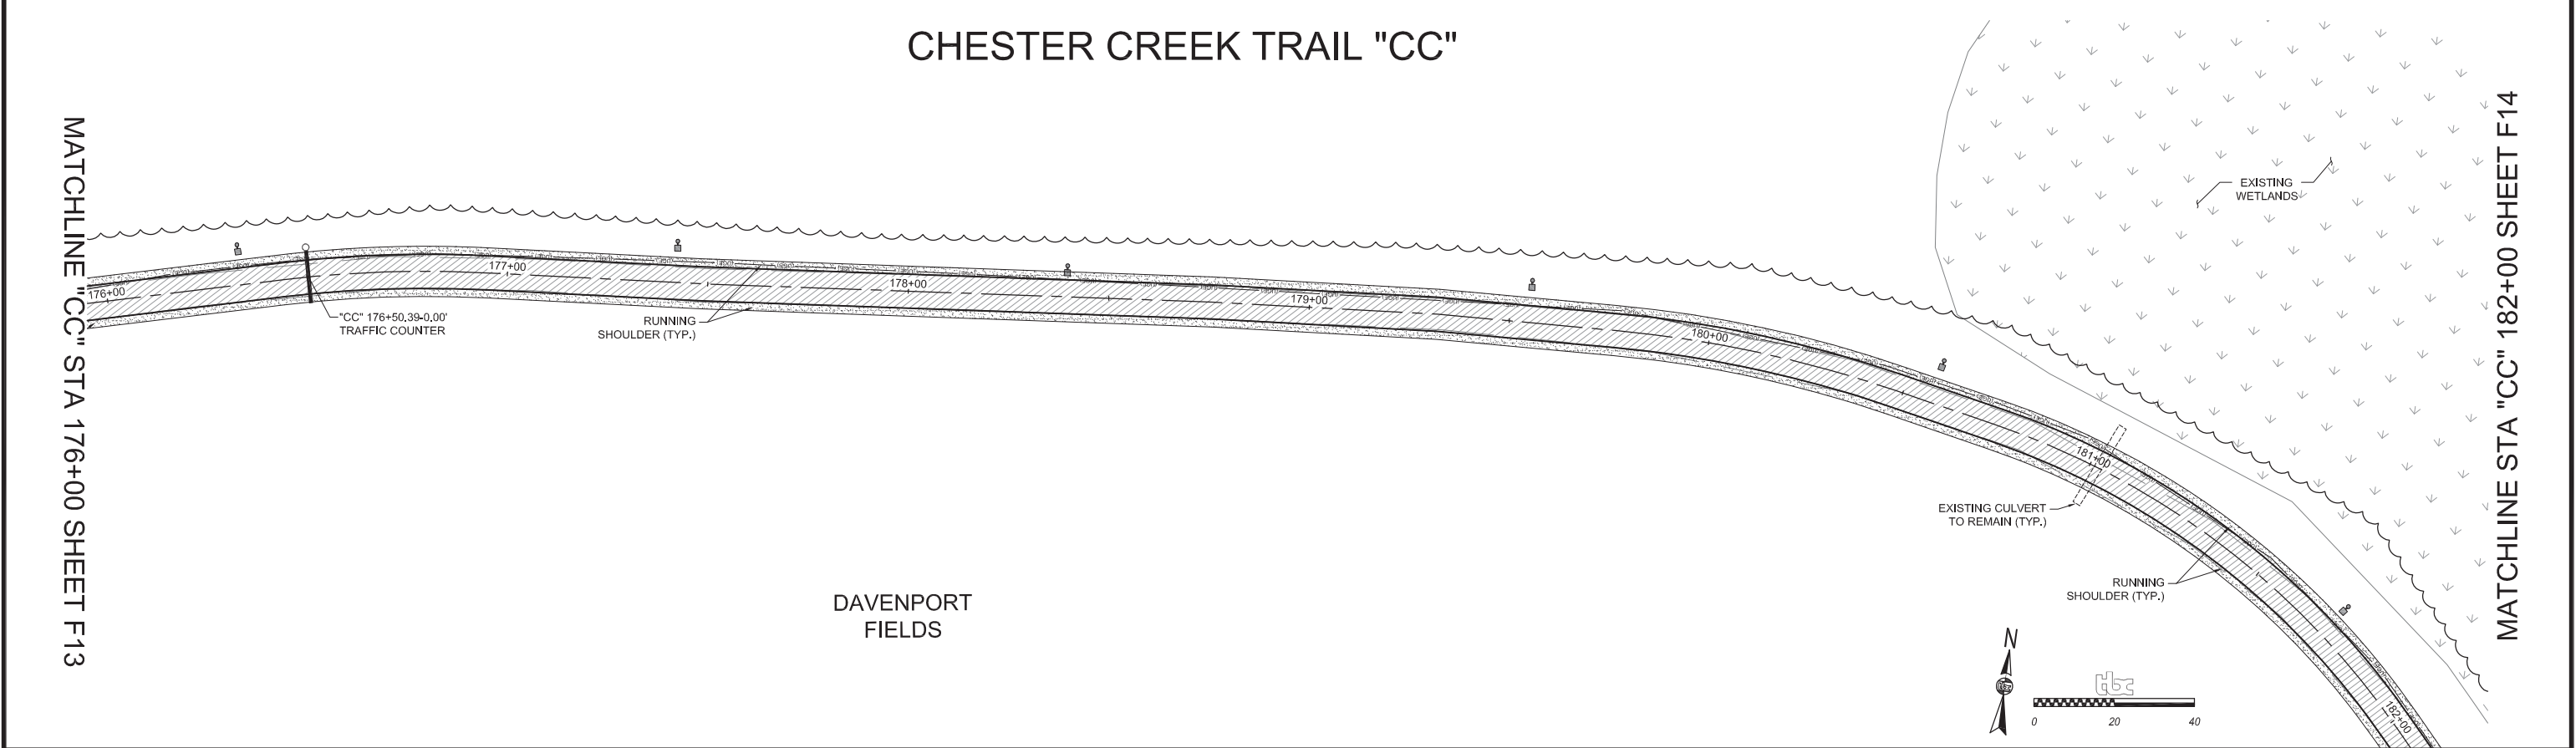 CHESTER CREEK TRAIL "CC"
MATCHLINE "CC" STA 176+00 SHEET F13
176+00
"CC" 176+50.39-0.00'
TRAFFIC COUNTER
177+00
RUNNING
SHOULDER (TYP.)
178+00
179+00
180+00
181+00
182+00
EXISTING
WETLANDS
EXISTING CULVERT
TO REMAIN (TYP.)
RUNNING
SHOULDER (TYP.)
DAVENPORT
FIELDS
N
tbx
0 20 40
MATCHLINE STA "CC" 182+00 SHEET F14